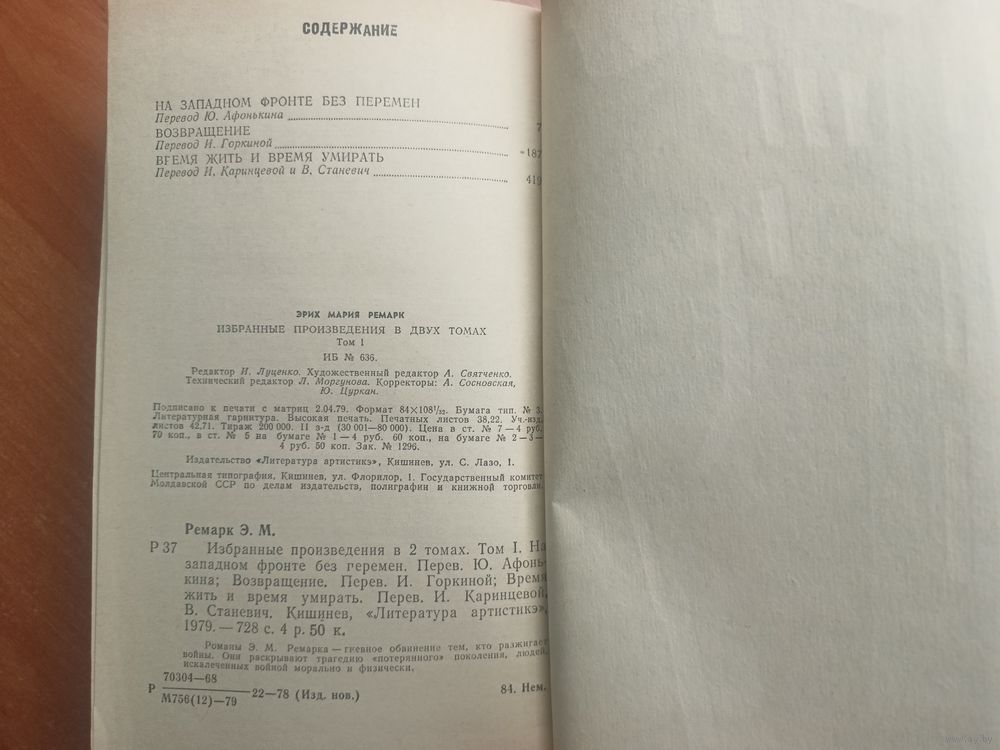 СОДЕРЖАНИЕ
НА ЗАПАДНОМ ФРОНТЕ БЕЗ ПЕРЕМЕН
Перевод Ю. Афонькина 7
ВОЗВРАЩЕНИЕ
Перевод И. Горкиной 187
ВРЕМЯ ЖИТЬ И ВРЕМЯ УМИРАТЬ
Перевод И. Каринцевой и В. Станевич 419
ЭРИХ МАРИЯ РЕМАРК
ИЗБРАННЫЕ ПРОИЗВЕДЕНИЯ В ДВУХ ТОМАХ
Том 1
ИБ № 636.
Редактор И. Луценко. Художественный редактор А. Святченко.
Технический редактор Л. Моргунова. Корректоры: А. Сосновская,
Ю. Цуркан.
Подписано к печати с матриц 2.04.79. Формат 84×108¹/₃₂. Бумага тип. № 3.
Литературная гарнитура. Высокая печать. Печатных листов 38,22. Уч.-изд.
листов 42,71. Тираж 200 000. II з-д (30 001—80 000). Цена в ст. № 7—4 руб.
70 коп., в ст. № 5 на бумаге № 1—4 руб. 60 коп., на бумаге № 2—3—
4 руб. 50 коп. Зак. № 1296.
Издательство «Литература артистикэ», Кишинев, ул. С. Лазо, 1.
Центральная типография, Кишинев, ул. Флорилор, 1. Государственный комитет
Молдавской ССР по делам издательств, полиграфии и книжной торговли.
Ремарк Э. М.
Р 37 Избранные произведения в 2 томах. Том I. На
западном фронте без перемен. Перев. Ю. Афонь-
кина; Возвращение. Перев. И. Горкиной; Время
жить и время умирать. Перев. И. Каринцевой,
В. Станевич. Кишинев, «Литература артистикэ»,
1979.—728 с. 4 р. 50 к.
Романы Э. М. Ремарка—гневное обвинение тем, кто разжигает
войны. Они раскрывают трагедию «потерянного» поколения, людей,
искалеченных войной морально и физически.
70304—68
Р 22—78 (Изд. нов.) 84. Нем.
М756(12)—79